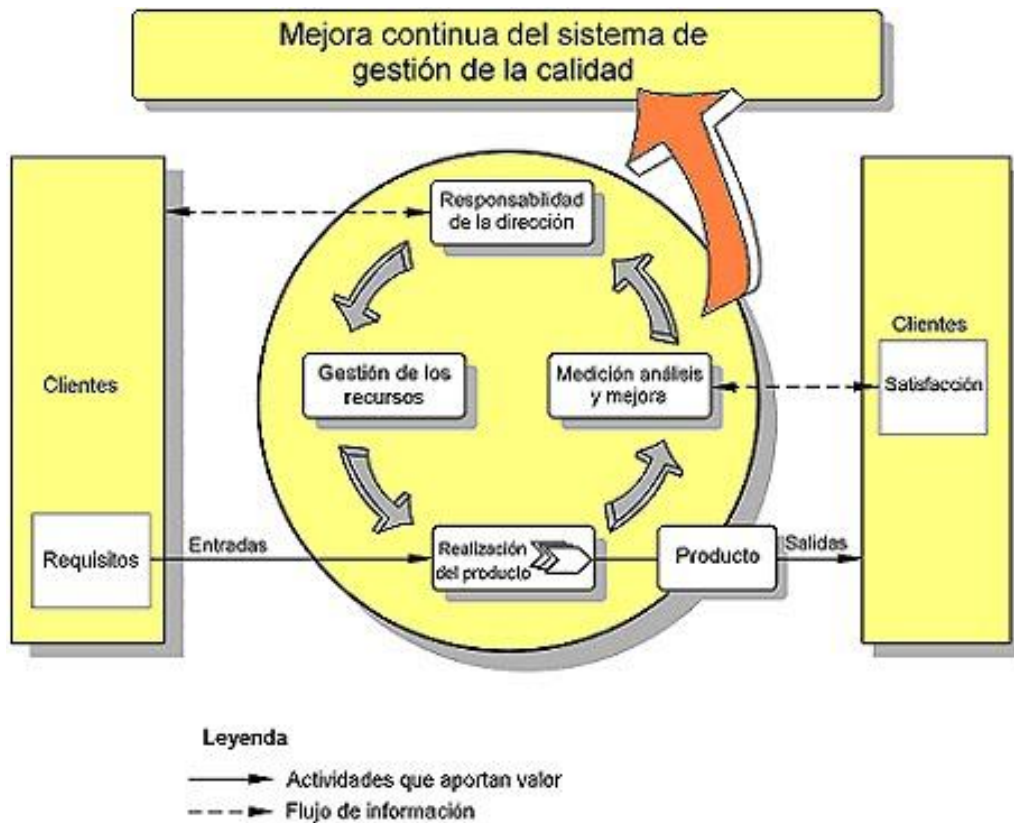 Mejora continua del sistema de
gestión de la calidad
Responsabilidad
de la dirección
Clientes
Gestión de los
recursos
Medición análisis
y mejora
Clientes
Satisfacción
Requisitos
Entradas
Realización
del producto
Producto
Salidas
Leyenda
Actividades que aportan valor
Flujo de información